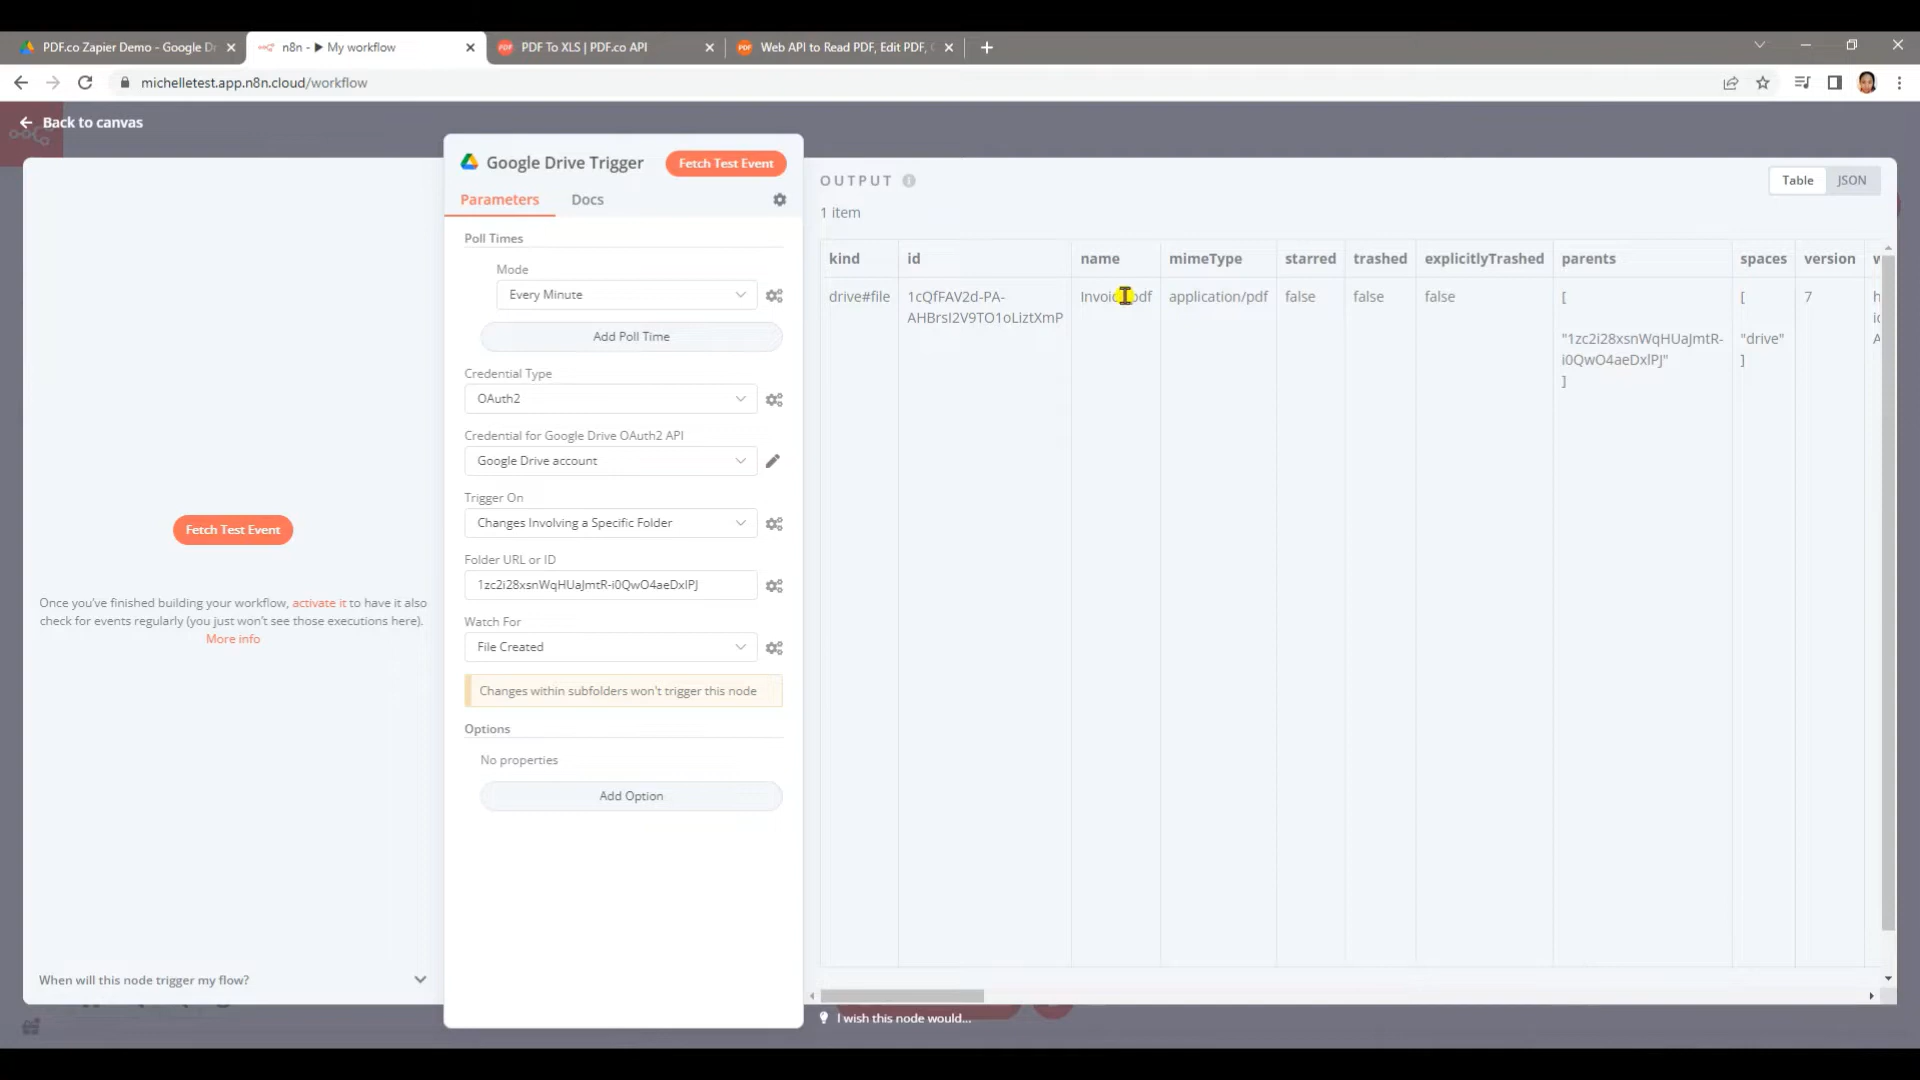 PDF.co Zapier Demo - Google Dr
n8n - ▶ My workflow
PDF To XLS | PDF.co API
Web API to Read PDF, Edit PDF,
michelletest.app.n8n.cloud/workflow
Back to canvas
Fetch Test Event
Once you've finished building your workflow, activate it to have it also
check for events regularly (you just won't see those executions here).
More info
When will this node trigger my flow?
Google Drive Trigger
Fetch Test Event
Parameters
Docs
Poll Times
Mode
Every Minute
Add Poll Time
Credential Type
OAuth2
Credential for Google Drive OAuth2 API
Google Drive account
Trigger On
Changes Involving a Specific Folder
Folder URL or ID
1zc2i28xsnWqHUaJmtR-i0QwO4aeDxlPJ
Watch For
File Created
Changes within subfolders won't trigger this node
Options
No properties
Add Option
OUTPUT
Table
JSON
1 item
kind id name mimeType starred trashed explicitlyTrashed parents spaces version
drive#file 1cQfFAV2d-PA- application/pdf false false false [ [ 7
AHBrsI2V9TO1oLiztXmP
"1zc2i28xsnWqHUaJmtR- "drive"
i0QwO4aeDxlPJ" ]
]
I wish this node would...